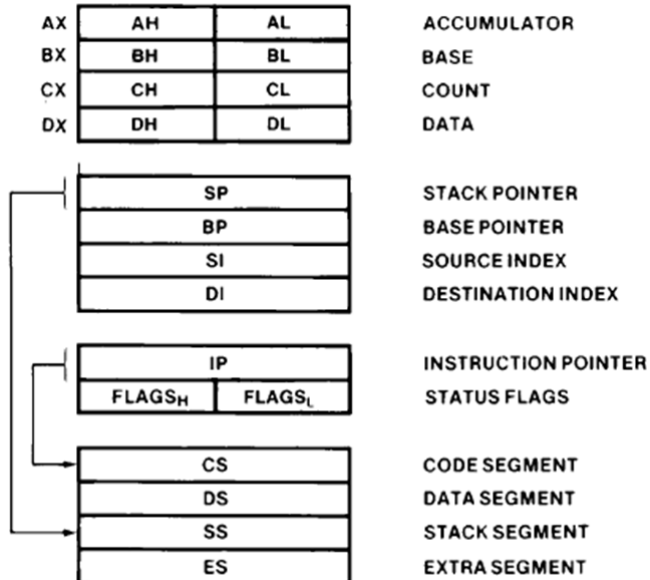 AX AH AL ACCUMULATOR
BX BH BL BASE
CX CH CL COUNT
DX DH DL DATA
SP STACK POINTER
BP BASE POINTER
SI SOURCE INDEX
DI DESTINATION INDEX
IP INSTRUCTION POINTER
FLAGSH FLAGSL STATUS FLAGS
CS CODE SEGMENT
DS DATA SEGMENT
SS STACK SEGMENT
ES EXTRA SEGMENT